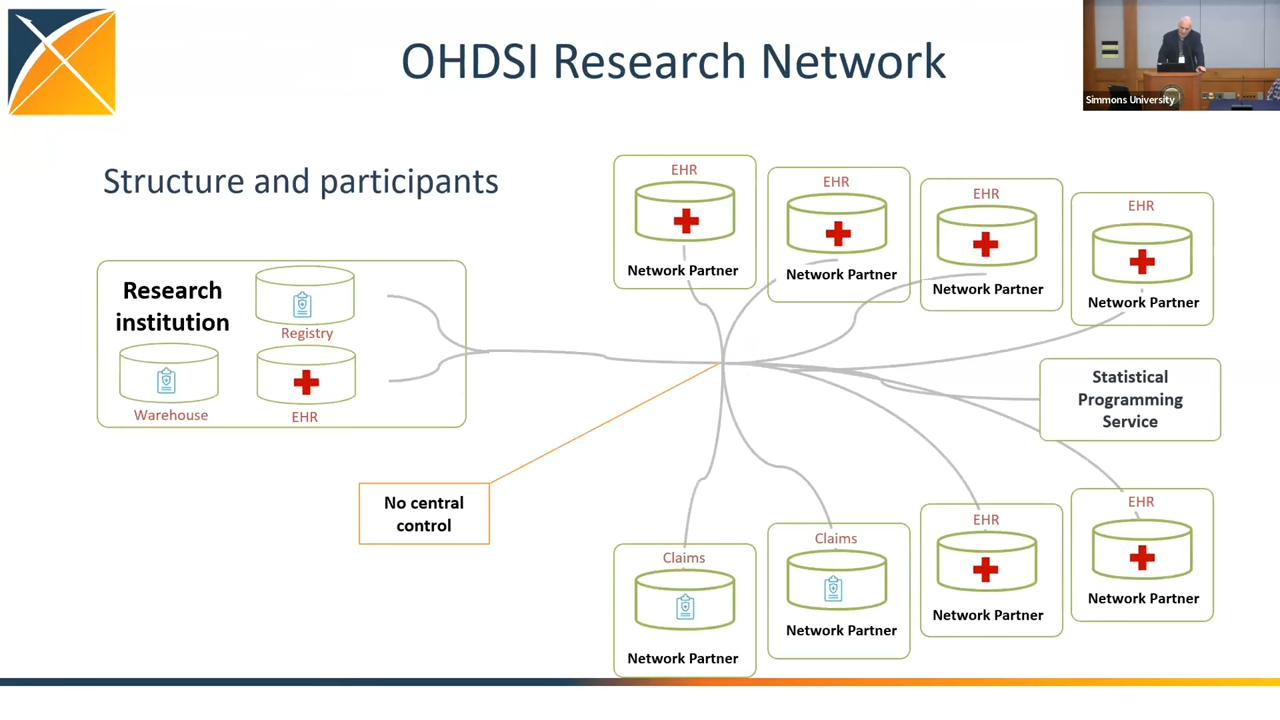 OHDSI Research Network
Simmons University
Structure and participants
Research
institution
Registry
Warehouse
EHR
No central
control
EHR
Network Partner
EHR
Network Partner
EHR
Network Partner
EHR
Network Partner
Statistical
Programming
Service
Claims
Network Partner
Claims
Network Partner
EHR
Network Partner
EHR
Network Partner